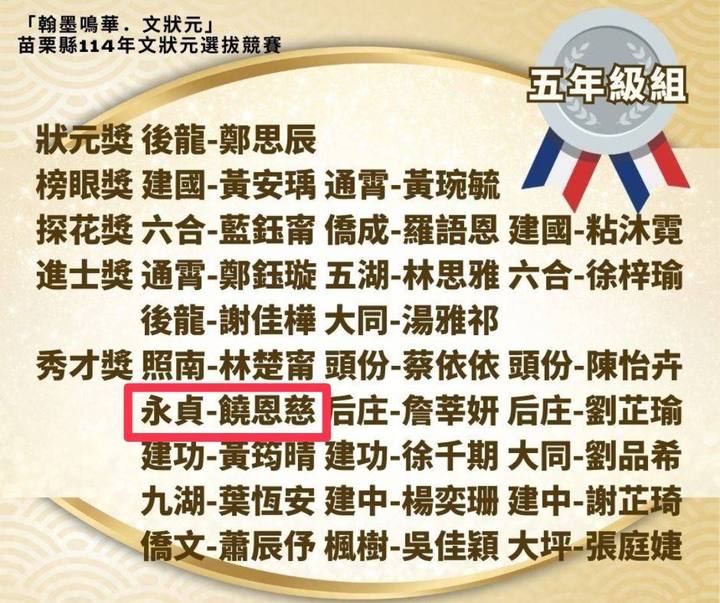 「翰墨鳴華．文狀元」
苗栗縣114年文狀元選拔競賽
五年級組
狀元獎 後龍-鄭思辰
榜眼獎 建國-黃安瑀 通霄-黃琬毓
探花獎 六合-藍鈺甯 僑成-羅語恩 建國-粘沐霓
進士獎 通霄-鄭鈺璇 五湖-林思雅 六合-徐梓瑜
後龍-謝佳樺 大同-湯雅祁
秀才獎 照南-林楚甯 頭份-蔡依依 頭份-陳怡卉
永貞-饒恩慈 后庄-詹莘妍 后庄-劉芷瑜
建功-黃筠晴 建功-徐千期 大同-劉品希
九湖-葉恆安 建中-楊奕珊 建中-謝芷琦
僑文-蕭辰伃 楓樹-吳佳穎 大坪-張庭婕